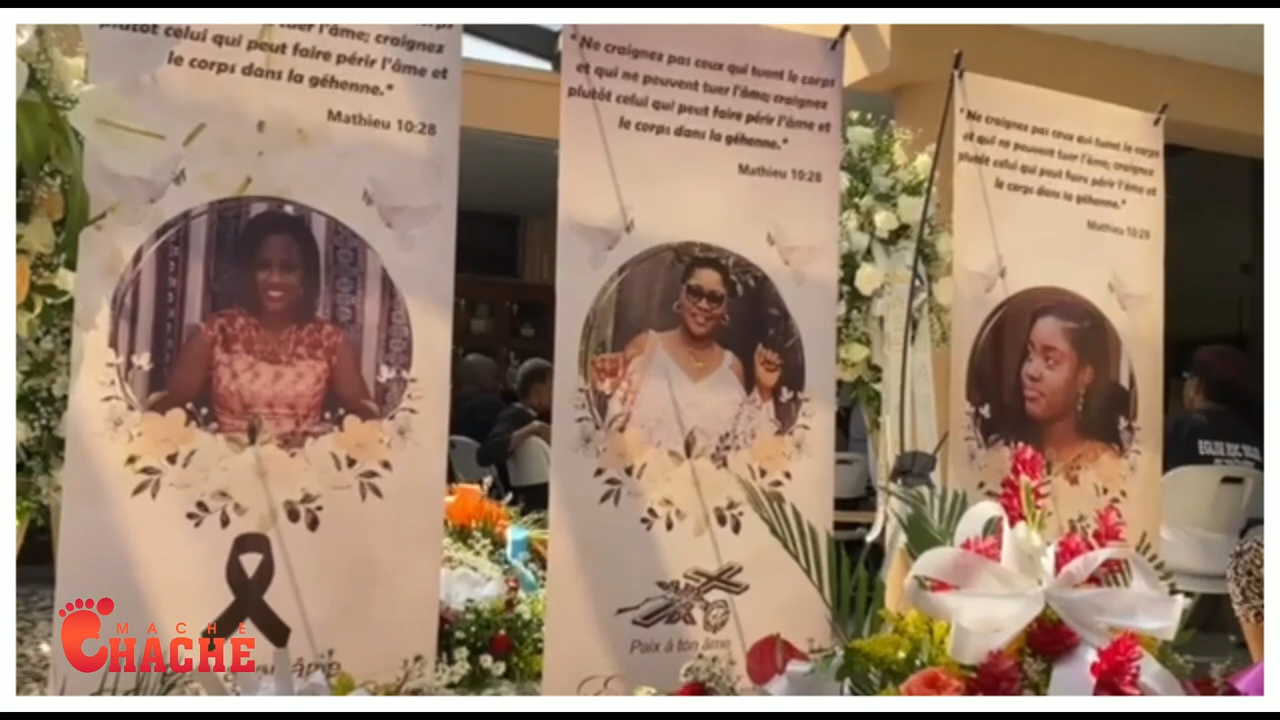 plutôt celui qui peut faire périr l'âme et
le corps dans la géhenne."
Mathieu 10:28
"Ne craignez pas ceux qui tuent le corps
et qui ne peuvent tuer l'âme; craignez
plutôt celui qui peut faire périr l'âme et
le corps dans la géhenne."
Mathieu 10:28
Paix à ton âme
"Ne craignez pas ceux qui tuent le corps
et qui ne peuvent tuer l'âme; craignez
plutôt celui qui peut faire périr l'âme et
le corps dans la géhenne."
Mathieu 10:28
EGLISE
MACHE
CHACHE